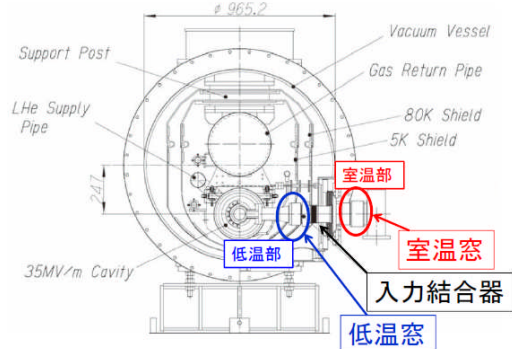 ø 965.2
Support Post
Vacuum Vessel
Gas Return Pipe
LHe Supply
Pipe
80K Shield
5K Shield
室温部
247
低温部
室温窓
35MV/m Cavity
入力結合器
低温窓